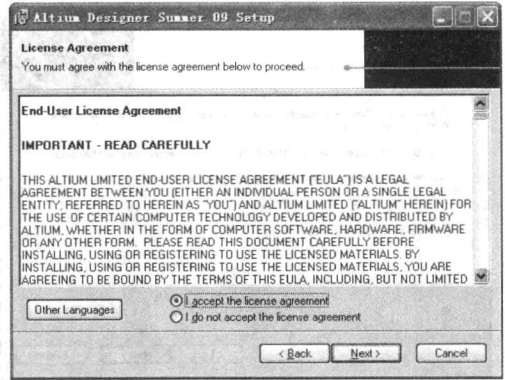 Altium Designer Summer 09 Setup
License Agreement
You must agree with the license agreement below to proceed.
End-User License Agreement
IMPORTANT - READ CAREFULLY
THIS ALTIUM LIMITED END-USER LICENSE AGREEMENT ("EULA") IS A LEGAL
AGREEMENT BETWEEN YOU (EITHER AN INDIVIDUAL PERSON OR A SINGLE LEGAL
ENTITY, REFERRED TO HEREIN AS "YOU") AND ALTIUM LIMITED ("ALTIUM" HEREIN) FOR
THE USE OF CERTAIN COMPUTER TECHNOLOGY DEVELOPED AND DISTRIBUTED BY
ALTIUM, WHETHER IN THE FORM OF COMPUTER SOFTWARE, HARDWARE, FIRMWARE
OR ANY OTHER FORM. PLEASE READ THIS DOCUMENT CAREFULLY BEFORE
INSTALLING, USING OR REGISTERING TO USE THE LICENSED MATERIALS. BY
INSTALLING, USING OR REGISTERING TO USE THE LICENSED MATERIALS, YOU ARE
AGREEING TO BE BOUND BY THE TERMS OF THIS EULA, INCLUDING, BUT NOT LIMITED
Other Languages
I accept the license agreement
I do not accept the license agreement
< Back
Next >
Cancel